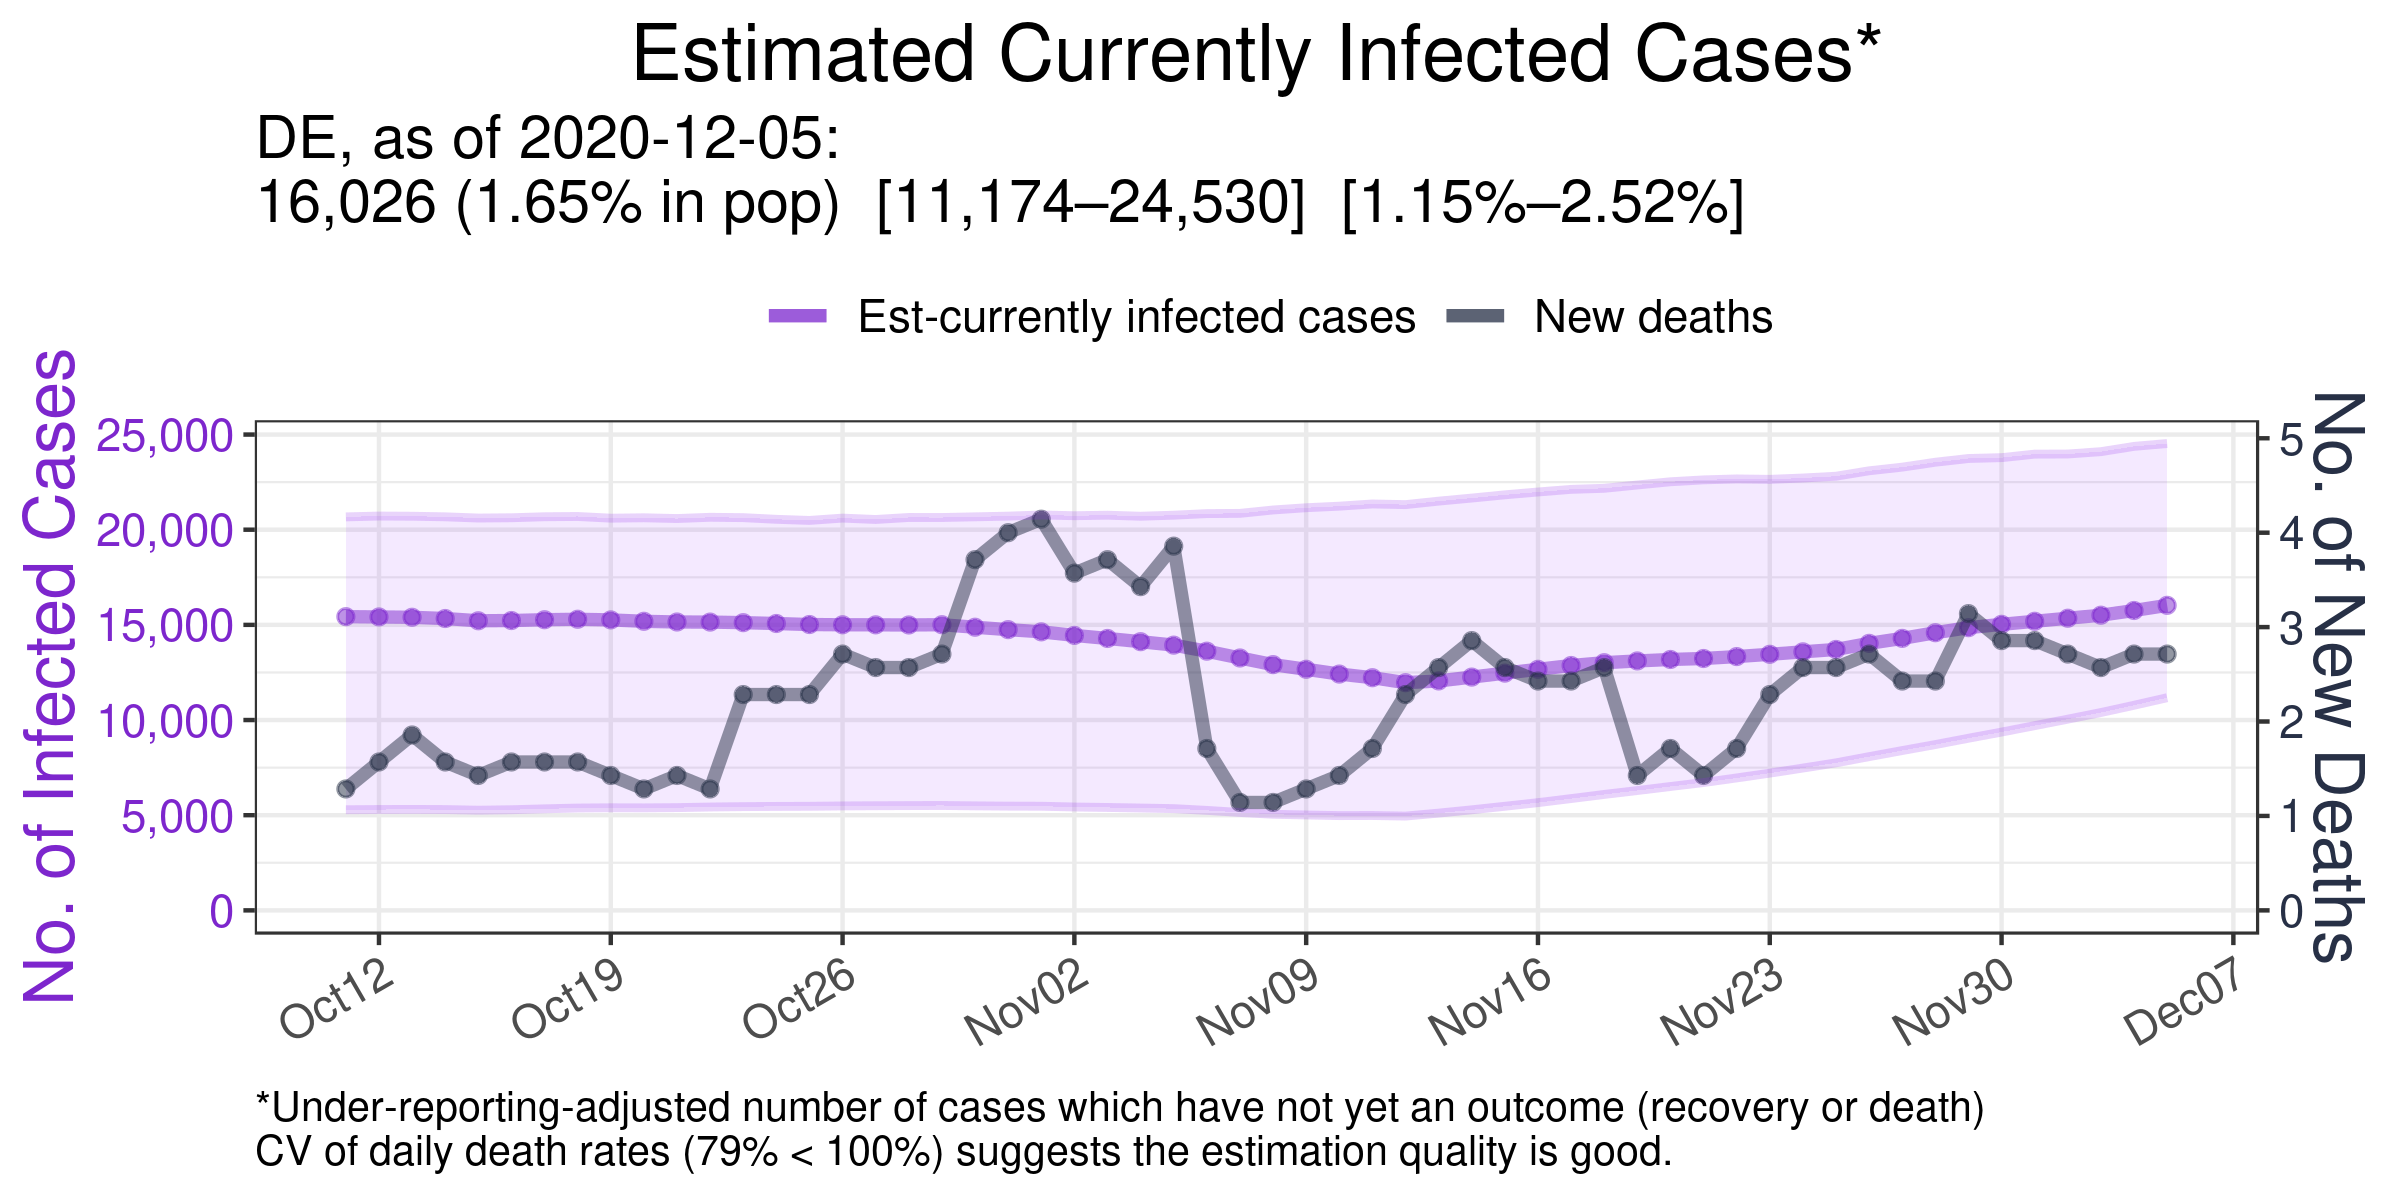 Estimated Currently Infected Cases*
DE, as of 2020-12-05:
16,026 (1.65% in pop)  [11,174–24,530]  [1.15%–2.52%]
Est-currently infected cases
New deaths
No. of Infected Cases
25,000
20,000
15,000
10,000
5,000
0
5
4
3
2
1
0
No. of New Deaths
Oct12
Oct19
Oct26
Nov02
Nov09
Nov16
Nov23
Nov30
Dec07
*Under-reporting-adjusted number of cases which have not yet an outcome (recovery or death)
CV of daily death rates (79% < 100%) suggests the estimation quality is good.